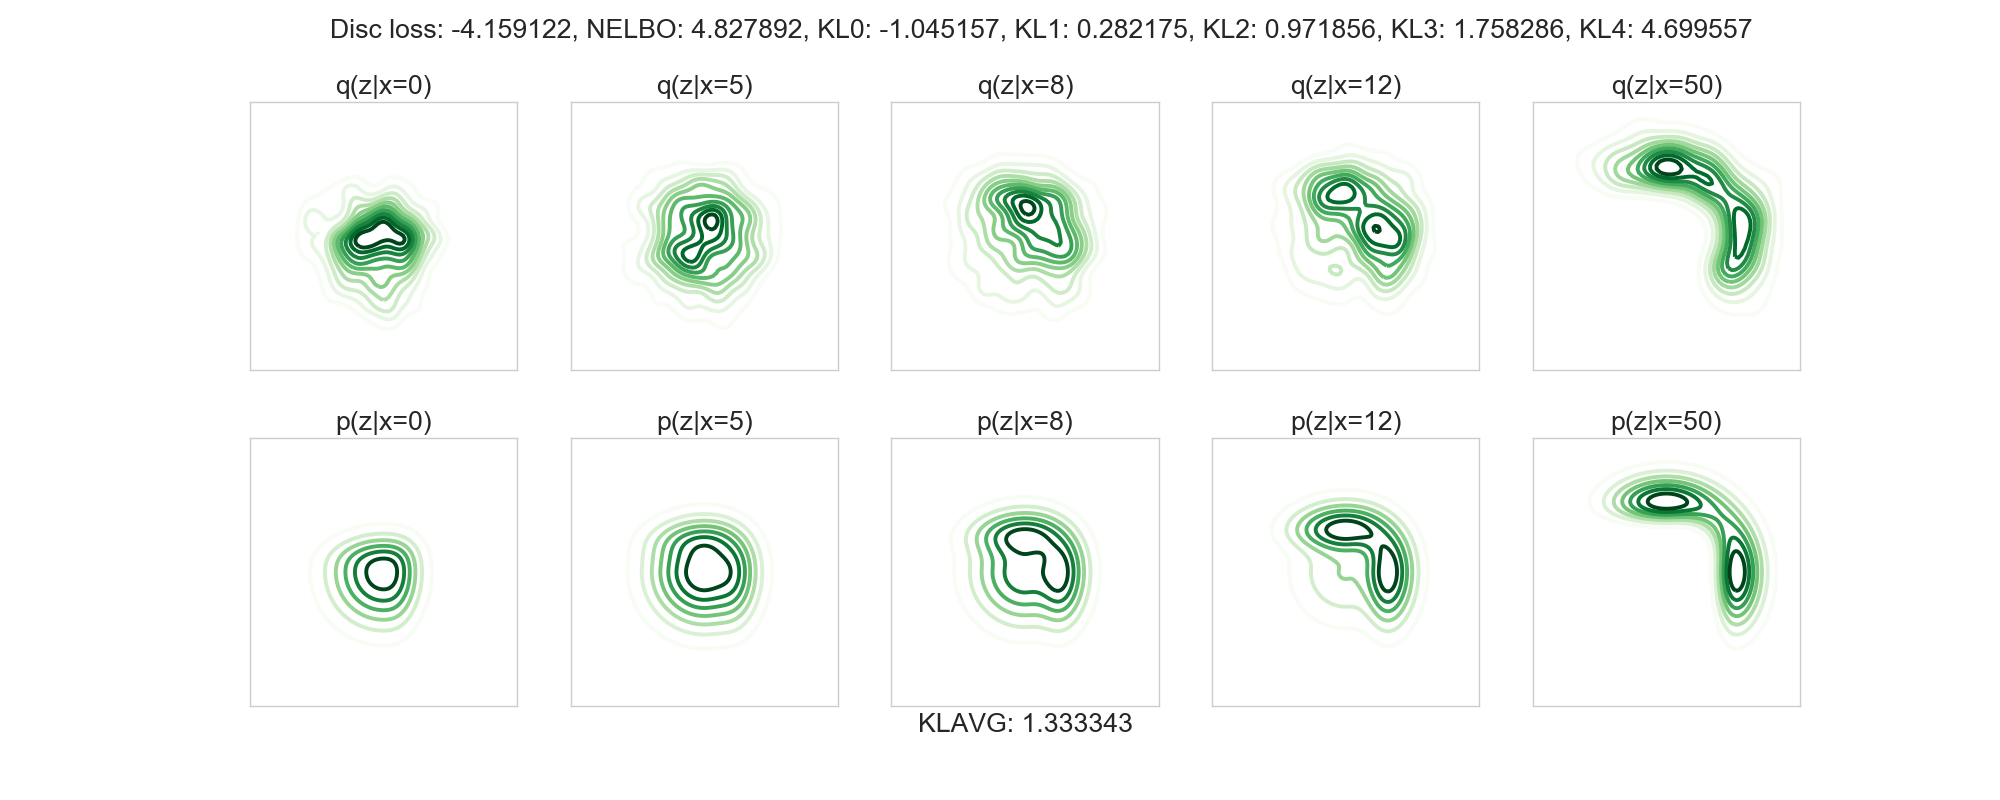 Disc loss: -4.159122, NELBO: 4.827892, KL0: -1.045157, KL1: 0.282175, KL2: 0.971856, KL3: 1.758286, KL4: 4.699557
q(z|x=0) q(z|x=5) q(z|x=8) q(z|x=12) q(z|x=50)
p(z|x=0) p(z|x=5) p(z|x=8) p(z|x=12) p(z|x=50)
KLAVG: 1.333343